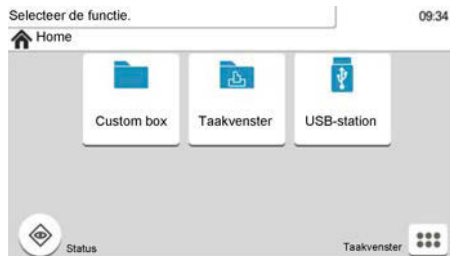 Selecteer de functie.
09:34
Home
Custom box
Taakvenster
USB-station
Status
Taakvenster